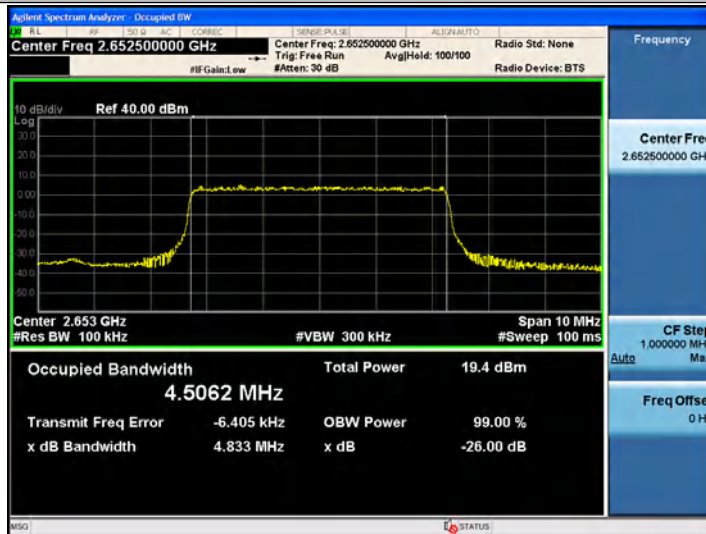 Agilent Spectrum Analyzer - Occupied BW
RL RF 50 Ω AC CORREC SENSE:PULSE ALIGNAUTO
Center Freq 2.652500000 GHz
Center Freq: 2.652500000 GHz Radio Std: None
Trig: Free Run Avg|Hold: 100/100
#IFGain:Low #Atten: 30 dB Radio Device: BTS
Frequency
10 dB/div Ref 40.00 dBm
Log
30.0
20.0
10.0
0.00
-10.0
-20.0
-30.0
-40.0
-50.0
Center 2.653 GHz Span 10 MHz
#Res BW 100 kHz #VBW 300 kHz #Sweep 100 ms
Occupied Bandwidth Total Power 19.4 dBm
4.5062 MHz
Transmit Freq Error -6.405 kHz OBW Power 99.00 %
x dB Bandwidth 4.833 MHz x dB -26.00 dB
Center Fre
2.652500000 GH
CF Step
1.000000 MH
Auto Ma
Freq Offse
0 H
MSG STATUS